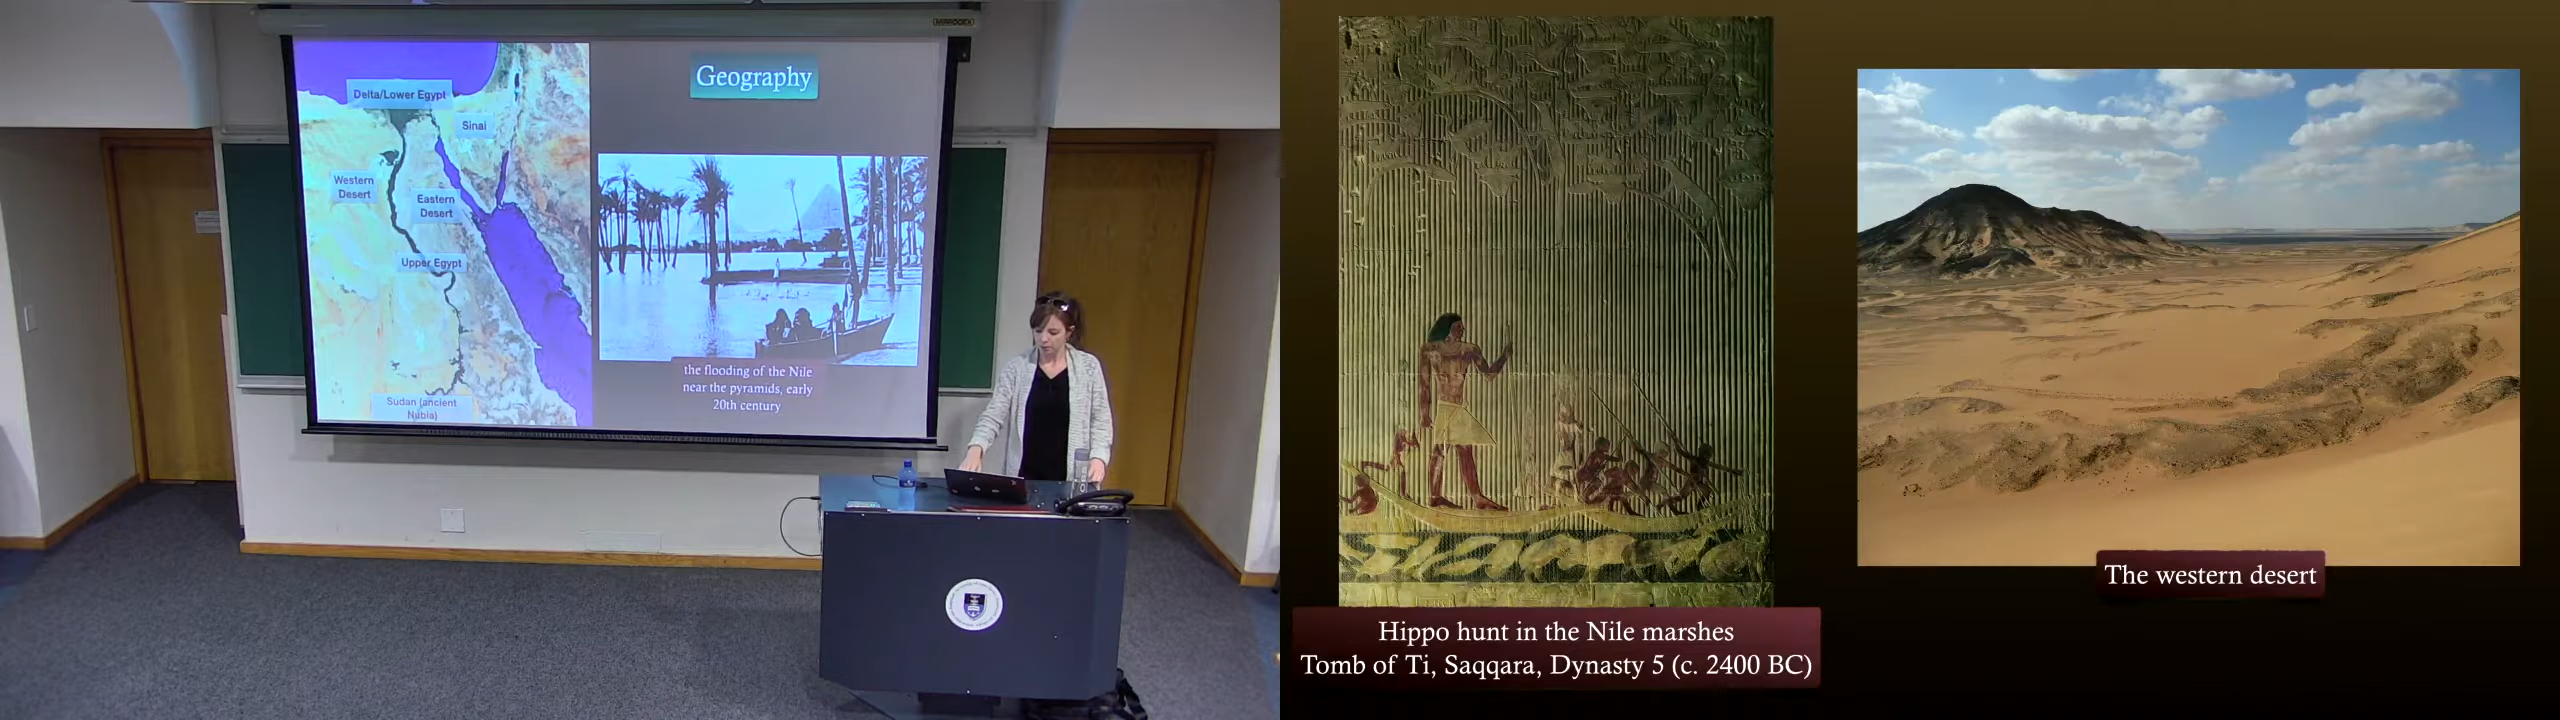 Geography
Delta/Lower Egypt
Sinai
Western
Desert
Eastern
Desert
Upper Egypt
Sudan (ancient
Nubia)
the flooding of the Nile
near the pyramids, early
20th century
Hippo hunt in the Nile marshes
Tomb of Ti, Saqqara, Dynasty 5 (c. 2400 BC)
The western desert